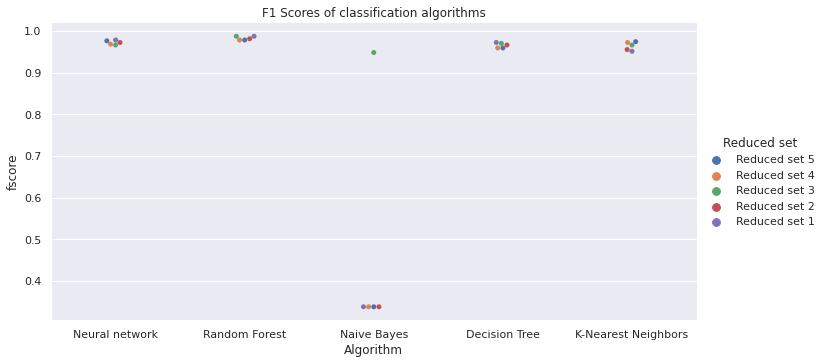 F1 Scores of classification algorithms
1.0
0.9
0.8
0.7
0.6
0.5
0.4
fscore
Neural network
Random Forest
Naive Bayes
Decision Tree
K-Nearest Neighbors
Algorithm
Reduced set
Reduced set 5
Reduced set 4
Reduced set 3
Reduced set 2
Reduced set 1